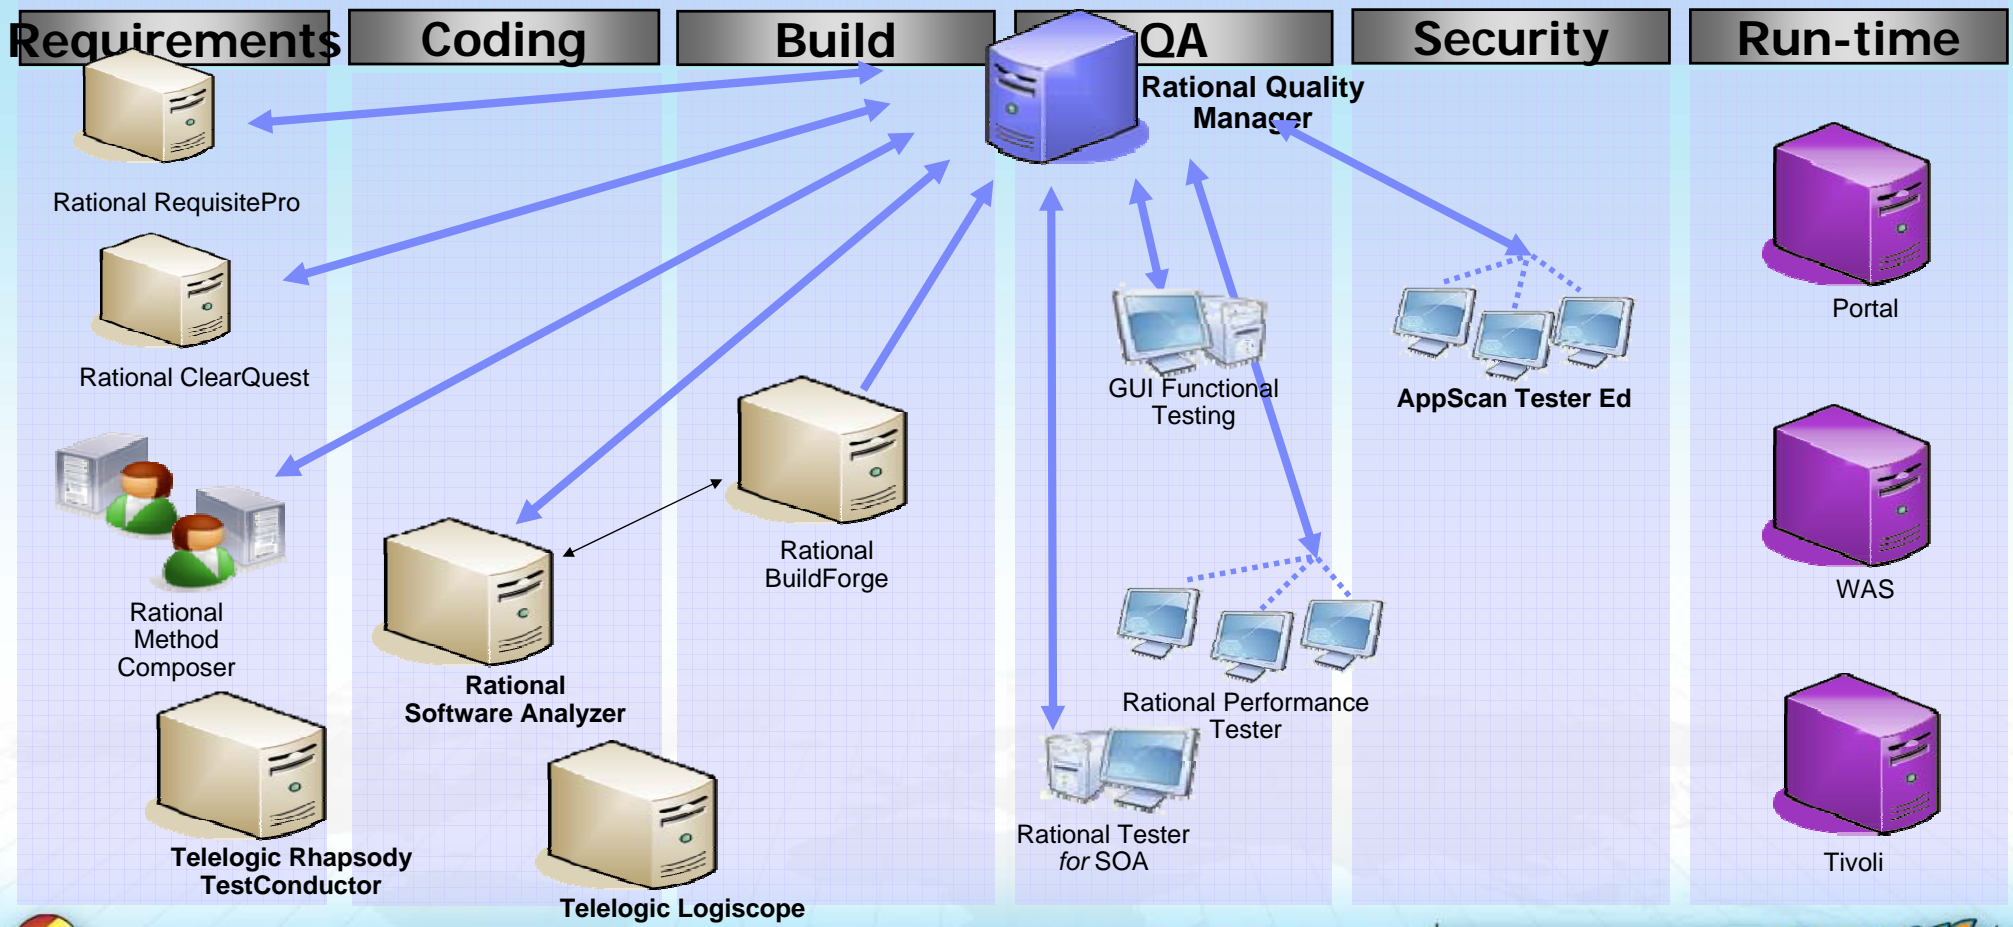 Requirements
Coding
Build
QA
Security
Run-time
Rational Quality
Manager
Rational RequisitePro
Rational ClearQuest
Rational
Method
Composer
Telelogic Rhapsody
TestConductor
Rational
Software Analyzer
Telelogic Logiscope
Rational
BuildForge
GUI Functional
Testing
Rational Performance
Tester
Rational Tester
for SOA
AppScan Tester Ed
Portal
WAS
Tivoli